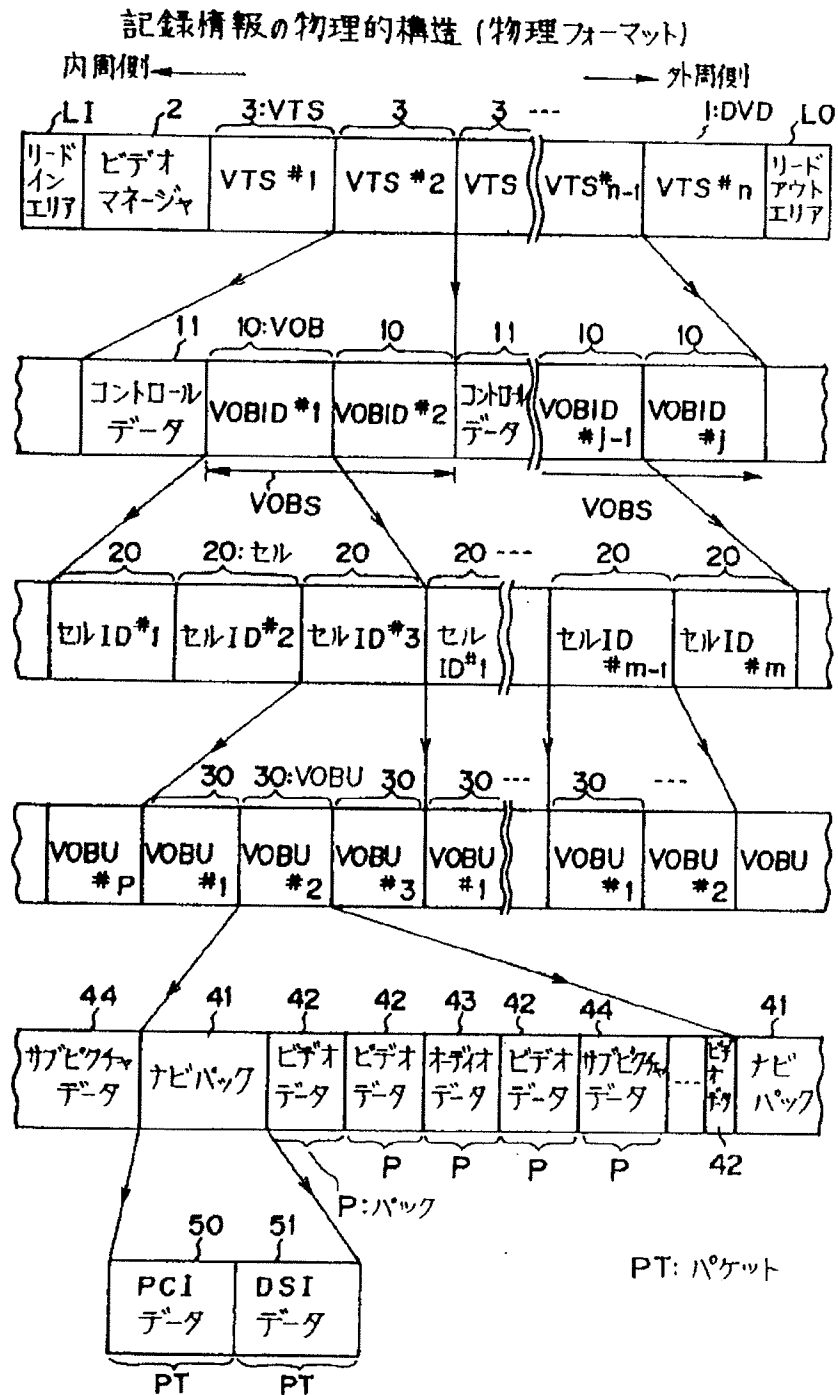 記録情報の物理的構造 (物理フォーマット)
内周側 外周側
LI 2 3:VTS 3 3 --- 1:DVD LO
リードインエリア ビデオマネージャ VTS #1 VTS #2 VTS VTS#n-1 VTS #n リードアウトエリア
11 10:VOB 10 11 10 10
コントロールデータ VOBID #1 VOBID #2 コントロールデータ VOBID #j-1 VOBID #j
VOBS VOBS
20 20:セル 20 20 --- 20 20
セルID#1 セルID#2 セルID#3 セルID#1 セルID #m-1 セルID #m
30 30:VOBU 30 30 --- 30 ---
VOBU #P VOBU #1 VOBU #2 VOBU #3 VOBU #1 VOBU #1 VOBU #2 VOBU
44 41 42 42 43 42 44 41
サブピクチャデータ ナビパック ビデオデータ ビデオデータ オーディオデータ ビデオデータ サブピクチャデータ --- ビデオデータ ナビパック
P P P P 42
P:パック
50 51
PCIデータ DSIデータ
PT PT
PT: パケット